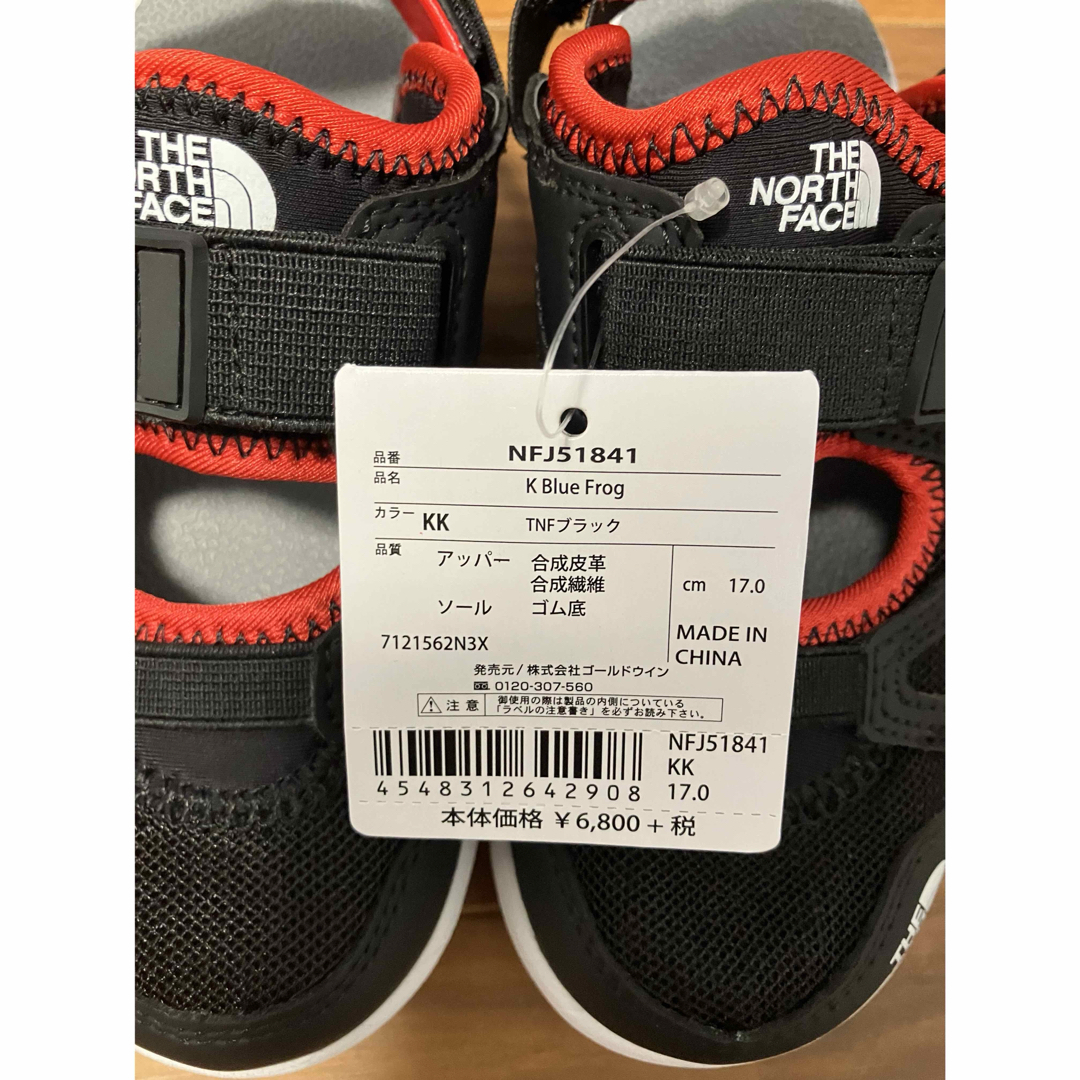 THE
RTH
FACE
THE
NORTH
FACE
品番 NFJ51841
品名 K Blue Frog
カラー KK TNFブラック
品質 アッパー 合成皮革
合成繊維
ソール ゴム底
cm 17.0
7121562N3X
MADE IN
CHINA
発売元/株式会社ゴールドウイン
0120-307-560
注意 御使用の際は製品の内側についている
「ラベルの注意書き」を必ずお読み下さい。
NFJ51841
KK
17.0
4548312642908
本体価格 ¥6,800+税
THE